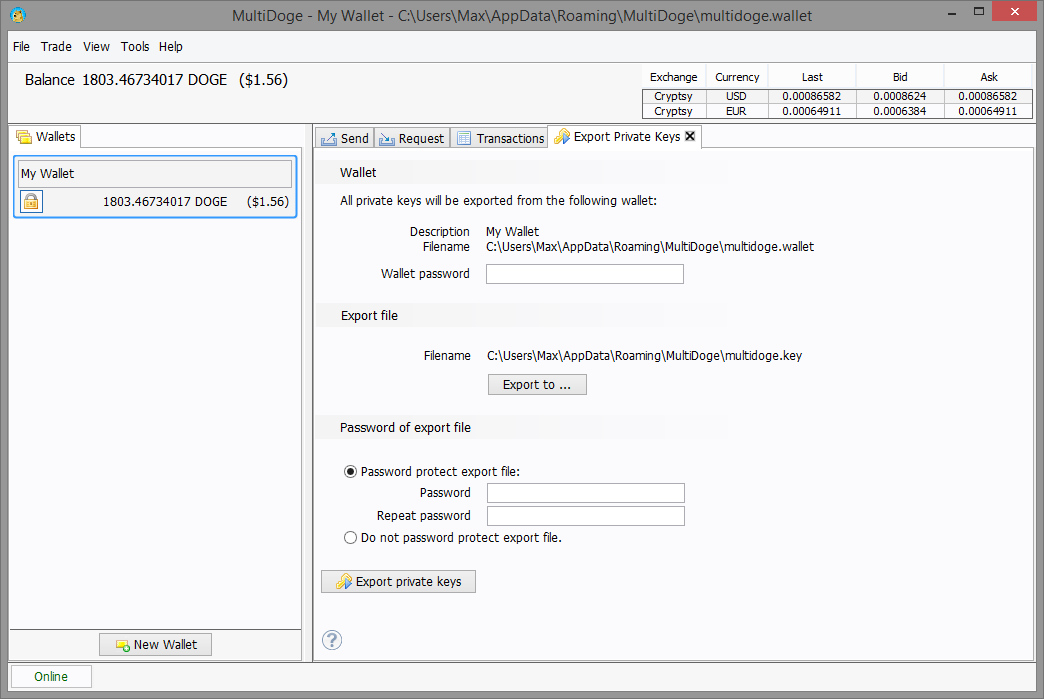 MultiDoge - My Wallet - C:\Users\Max\AppData\Roaming\MultiDoge\multidoge.wallet
File Trade View Tools Help
Balance 1803.46734017 DOGE ($1.56)
Exchange Currency Last Bid Ask
Cryptsy USD 0.00086582 0.0008624 0.00086582
Cryptsy EUR 0.00064911 0.0006384 0.00064911
Wallets
My Wallet
1803.46734017 DOGE ($1.56)
New Wallet
Send Request Transactions Export Private Keys
Wallet
All private keys will be exported from the following wallet:
Description My Wallet
Filename C:\Users\Max\AppData\Roaming\MultiDoge\multidoge.wallet
Wallet password
Export file
Filename C:\Users\Max\AppData\Roaming\MultiDoge\multidoge.key
Export to ...
Password of export file
Password protect export file:
Password
Repeat password
Do not password protect export file.
Export private keys
?
Online